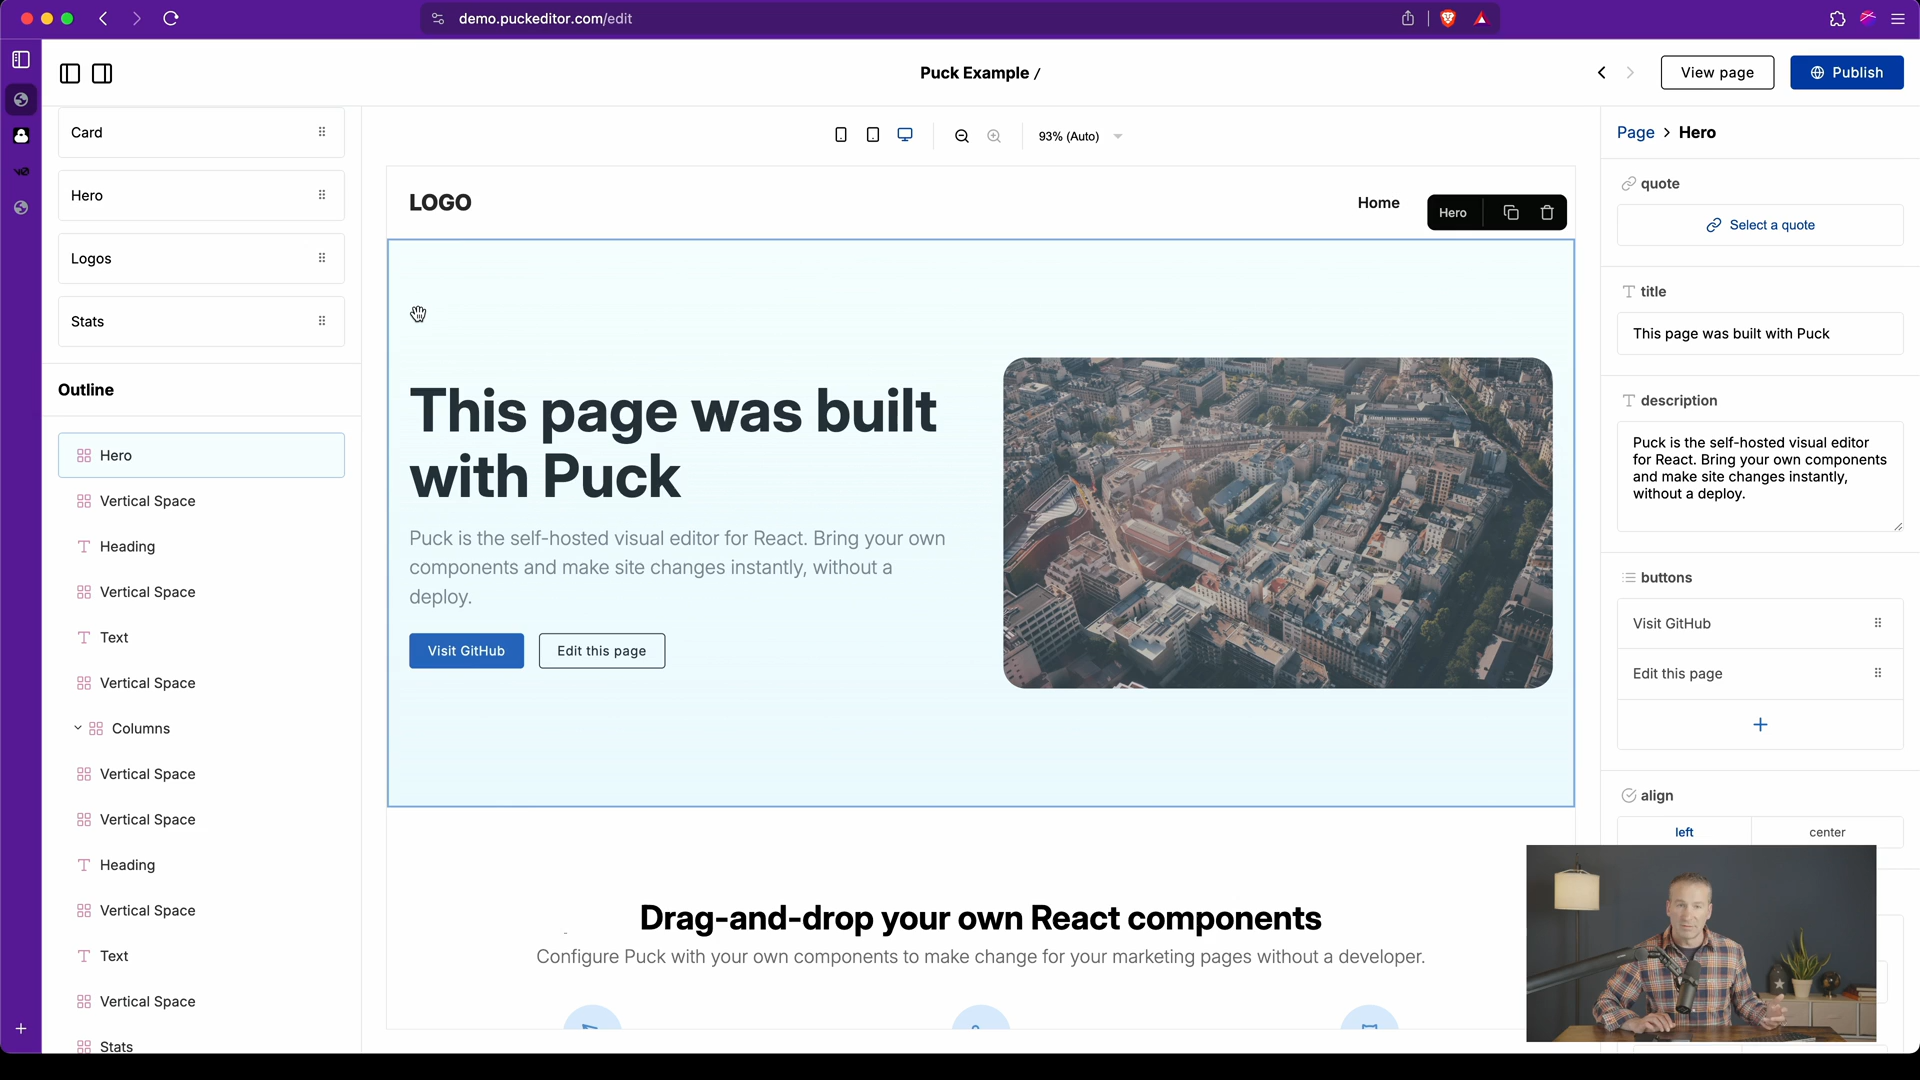 demo.puckeditor.com/edit
Puck Example /
View page
Publish
Card
Hero
Logos
Stats
Outline
Hero
Vertical Space
Heading
Vertical Space
Text
Vertical Space
Columns
Vertical Space
Vertical Space
Heading
Vertical Space
Text
Vertical Space
Stats
93% (Auto)
LOGO
Home
Hero
This page was built
with Puck
Puck is the self-hosted visual editor for React. Bring your own
components and make site changes instantly, without a
deploy.
Visit GitHub
Edit this page
Drag-and-drop your own React components
Configure Puck with your own components to make change for your marketing pages without a developer.
Page > Hero
quote
Select a quote
title
This page was built with Puck
description
Puck is the self-hosted visual editor
for React. Bring your own components
and make site changes instantly,
without a deploy.
buttons
Visit GitHub
Edit this page
align
left
center